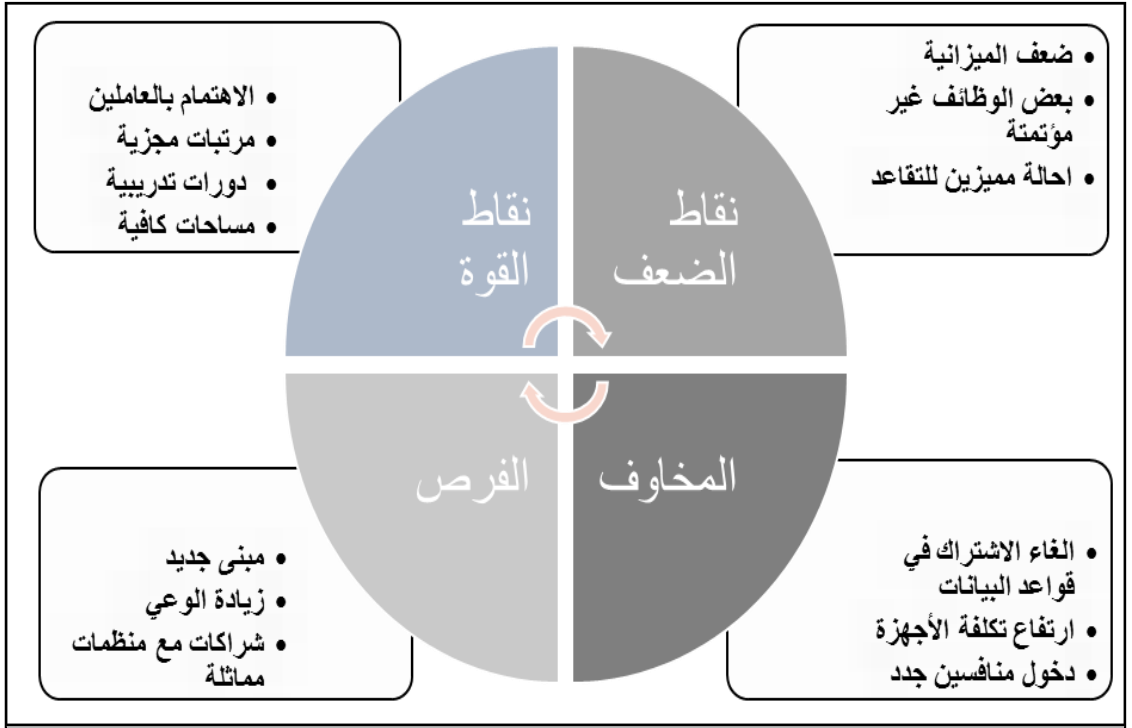 • ضعف الميزانية
• بعض الوظائف غير
مؤتمتة
• احالة مميزين للتقاعد
• الاهتمام بالعاملين
• مرتبات مجزية
• دورات تدريبية
• مساحات كافية
نقاط
الضعف
نقاط
القوة
المخاوف
الفرص
• الغاء الاشتراك في
قواعد البيانات
• ارتفاع تكلفة الأجهزة
• دخول منافسين جدد
• مبنى جديد
• زيادة الوعي
• شراكات مع منظمات
مماثلة